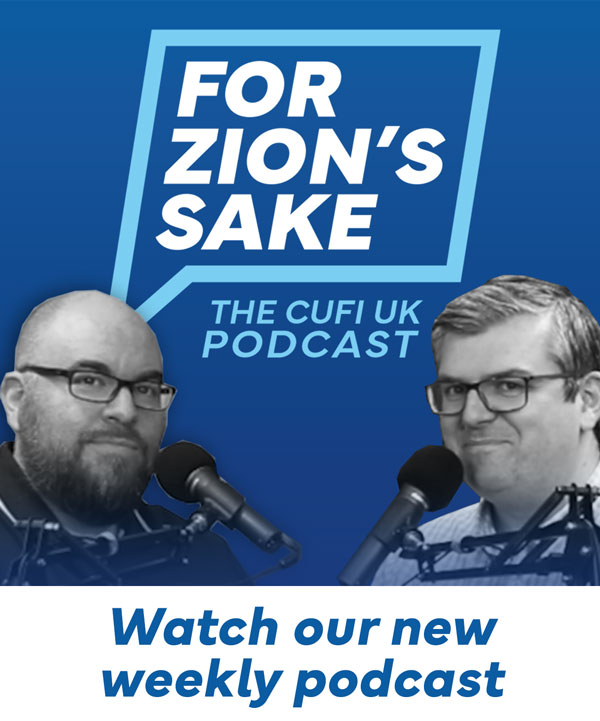 FOR
ZION'S
SAKE
THE CUFI UK
PODCAST
Watch our new
weekly podcast